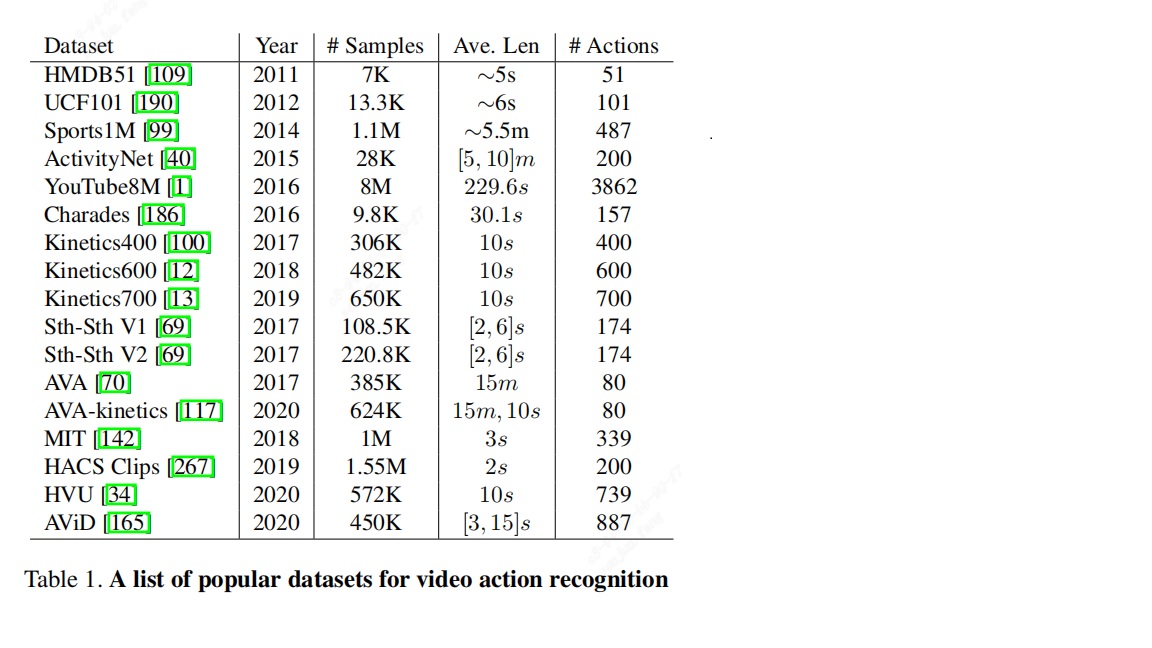 Dataset Year # Samples Ave. Len # Actions
HMDB51 [109] 2011 7K ∼5s 51
UCF101 [190] 2012 13.3K ∼6s 101
Sports1M [99] 2014 1.1M ∼5.5m 487
ActivityNet [40] 2015 28K [5, 10]m 200
YouTube8M [1] 2016 8M 229.6s 3862
Charades [186] 2016 9.8K 30.1s 157
Kinetics400 [100] 2017 306K 10s 400
Kinetics600 [12] 2018 482K 10s 600
Kinetics700 [13] 2019 650K 10s 700
Sth-Sth V1 [69] 2017 108.5K [2, 6]s 174
Sth-Sth V2 [69] 2017 220.8K [2, 6]s 174
AVA [70] 2017 385K 15m 80
AVA-kinetics [117] 2020 624K 15m, 10s 80
MIT [142] 2018 1M 3s 339
HACS Clips [267] 2019 1.55M 2s 200
HVU [34] 2020 572K 10s 739
AViD [165] 2020 450K [3, 15]s 887
Table 1. A list of popular datasets for video action recognition